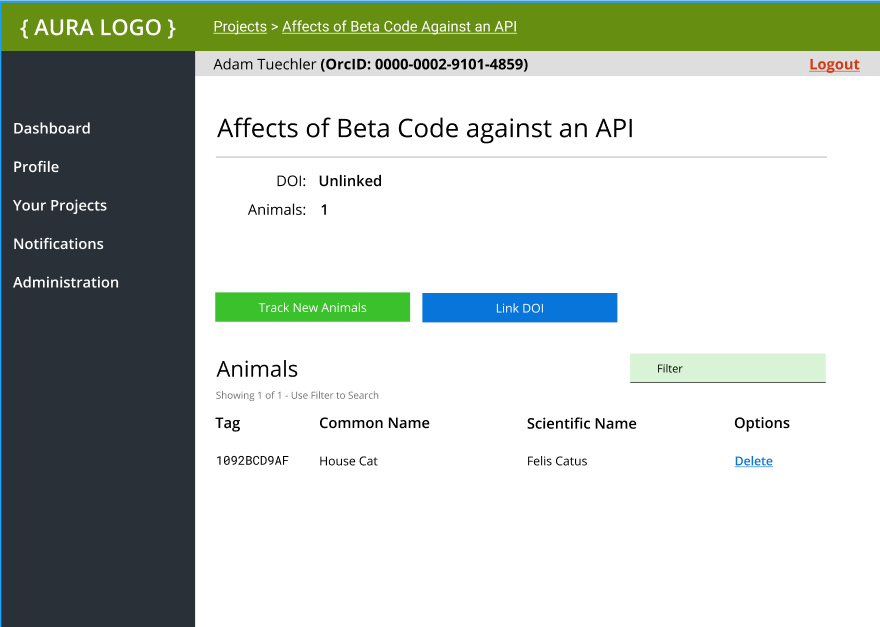 { AURA LOGO }
Projects > Affects of Beta Code Against an API
Adam Tuechler (OrcID: 0000-0002-9101-4859)
Logout
Dashboard
Profile
Your Projects
Notifications
Administration
Affects of Beta Code against an API
DOI: Unlinked
Animals: 1
Track New Animals
Link DOI
Animals
Filter
Showing 1 of 1 - Use Filter to Search
Tag Common Name Scientific Name Options
1092BCD9AF House Cat Felis Catus Delete